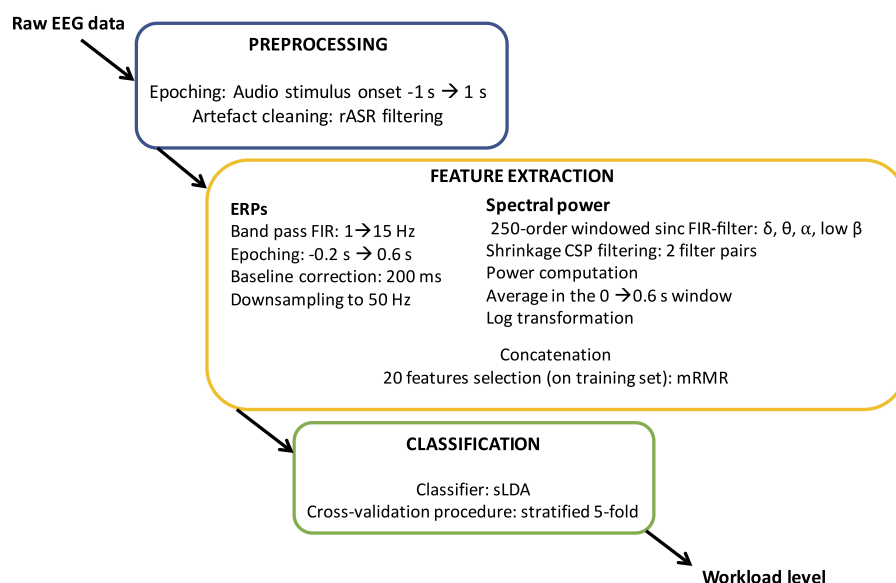 Raw EEG data
PREPROCESSING
Epoching: Audio stimulus onset -1 s → 1 s
Artefact cleaning: rASR filtering
FEATURE EXTRACTION
ERPs
Band pass FIR: 1→15 Hz
Epoching: -0.2 s → 0.6 s
Baseline correction: 200 ms
Downsampling to 50 Hz
Spectral power
250-order windowed sinc FIR-filter: δ, θ, α, low β
Shrinkage CSP filtering: 2 filter pairs
Power computation
Average in the 0 →0.6 s window
Log transformation
Concatenation
20 features selection (on training set): mRMR
CLASSIFICATION
Classifier: sLDA
Cross-validation procedure: stratified 5-fold
Workload level